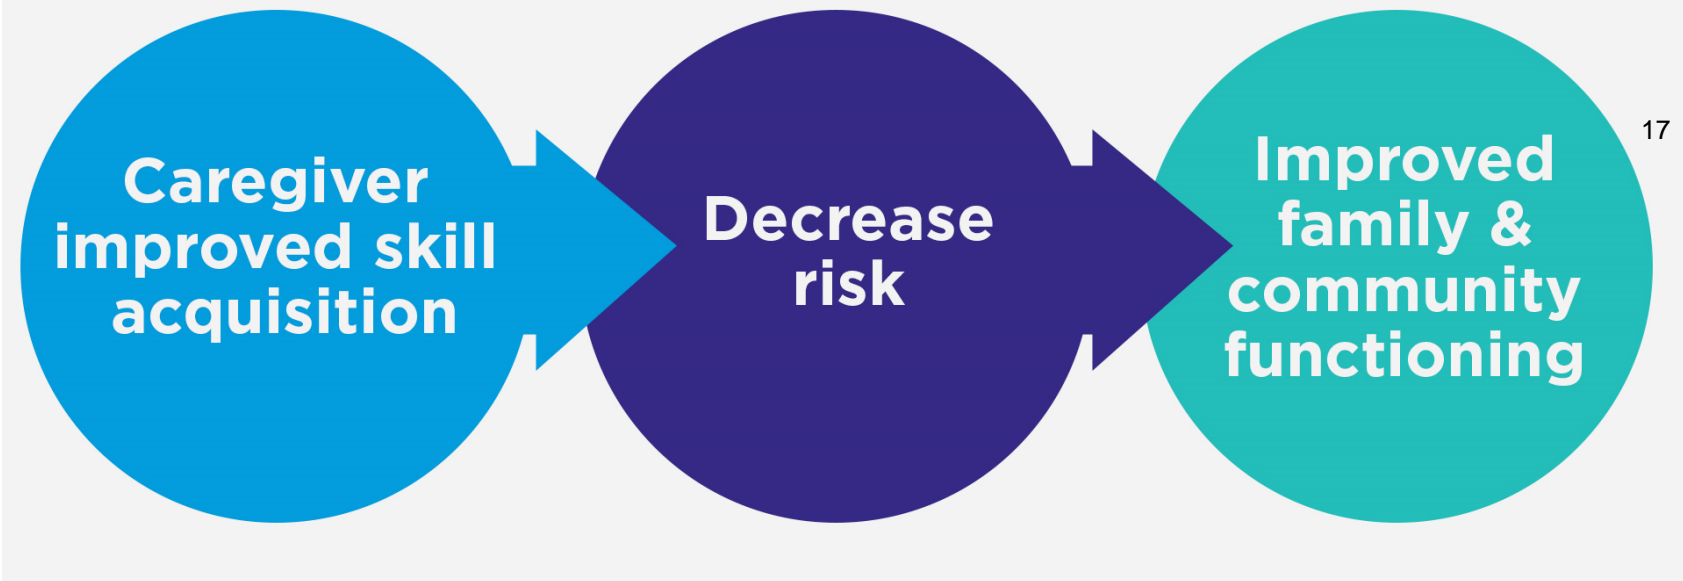 Caregiver
improved skill
acquisition
Decrease
risk
Improved
family &
community
functioning
17